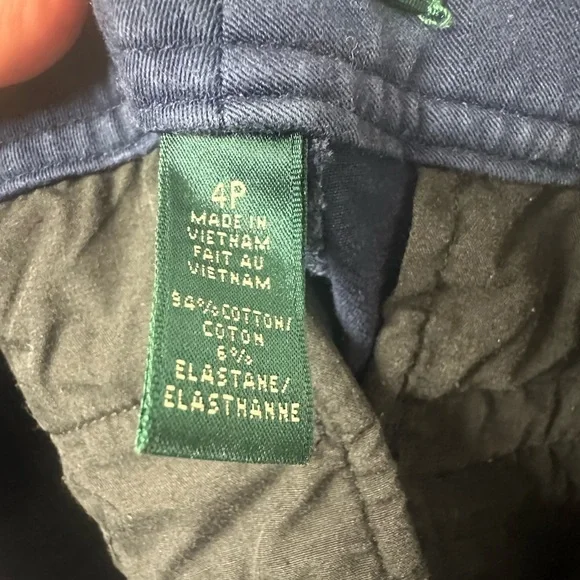 4P
MADE IN
VIETNAM
FAIT AU
VIETNAM
94% COTTON/
COTON
6%
ELASTANE/
ELASTHANNE